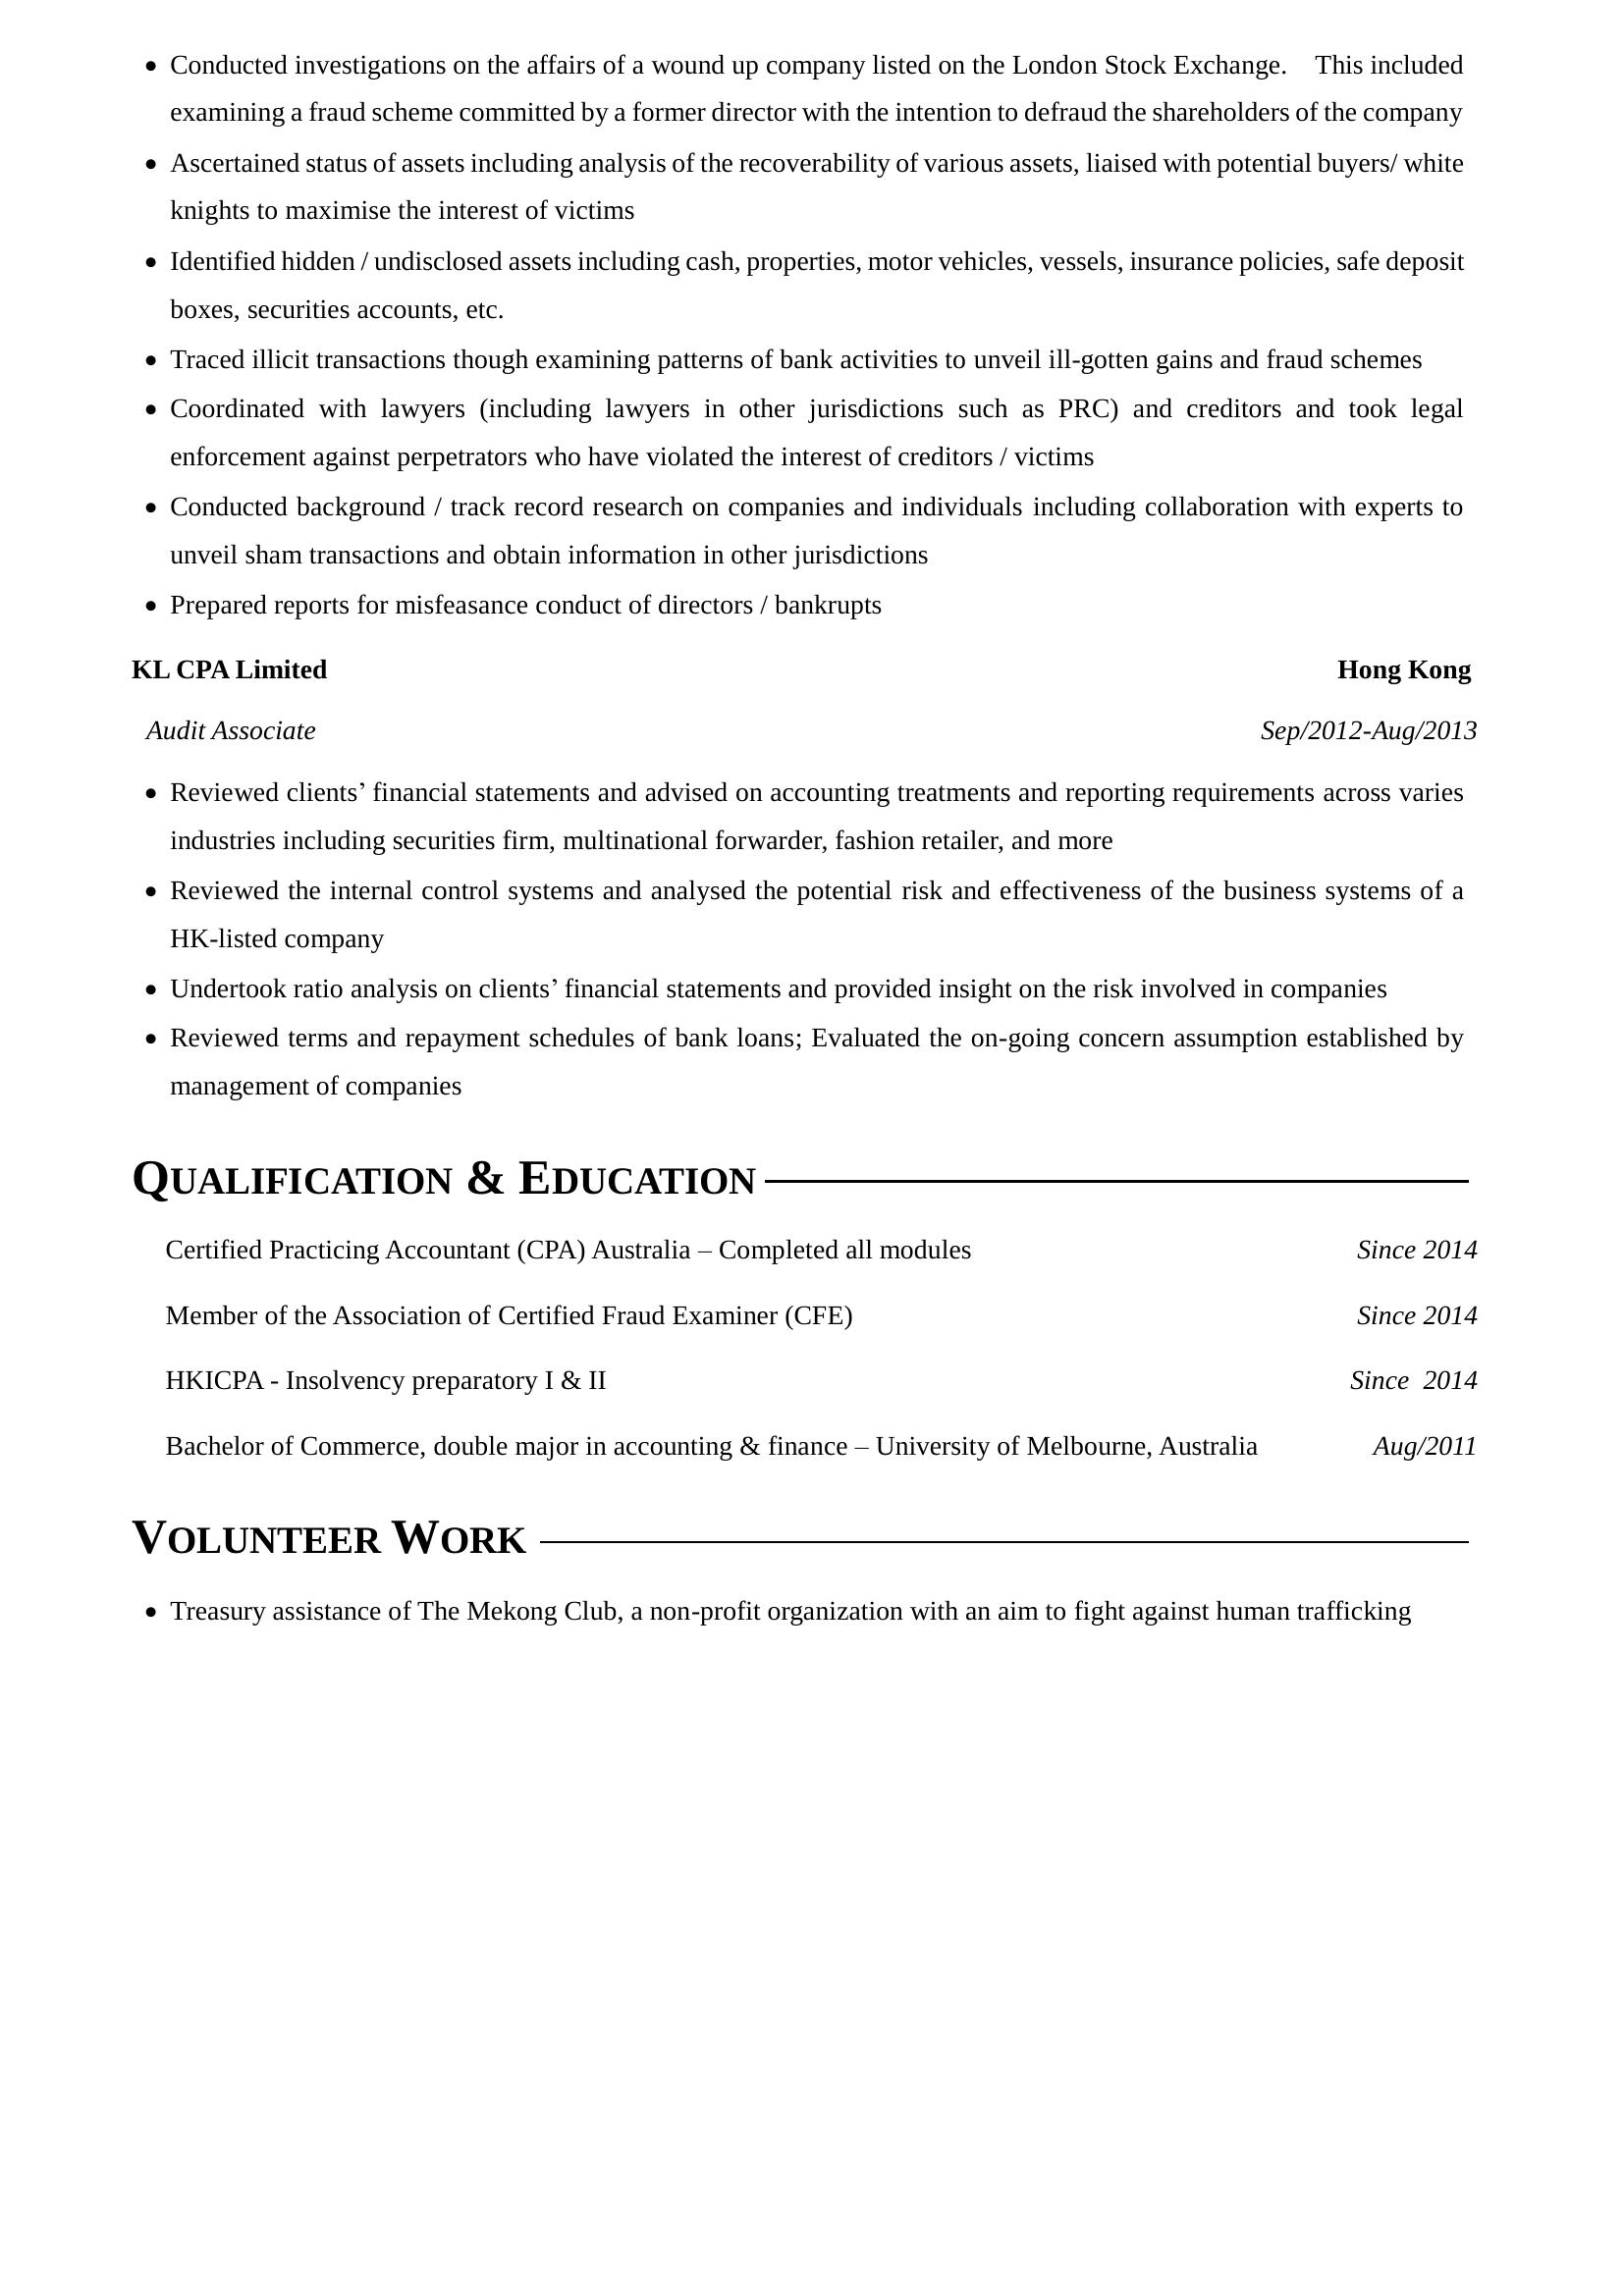 • Conducted investigations on the affairs of a wound up company listed on the London Stock Exchange. This included
examining a fraud scheme committed by a former director with the intention to defraud the shareholders of the company
• Ascertained status of assets including analysis of the recoverability of various assets, liaised with potential buyers/ white
knights to maximise the interest of victims
• Identified hidden / undisclosed assets including cash, properties, motor vehicles, vessels, insurance policies, safe deposit
boxes, securities accounts, etc.
• Traced illicit transactions though examining patterns of bank activities to unveil ill-gotten gains and fraud schemes
• Coordinated with lawyers (including lawyers in other jurisdictions such as PRC) and creditors and took legal
enforcement against perpetrators who have violated the interest of creditors / victims
• Conducted background / track record research on companies and individuals including collaboration with experts to
unveil sham transactions and obtain information in other jurisdictions
• Prepared reports for misfeasance conduct of directors / bankrupts
KL CPA Limited Hong Kong
Audit Associate Sep/2012-Aug/2013
• Reviewed clients’ financial statements and advised on accounting treatments and reporting requirements across varies
industries including securities firm, multinational forwarder, fashion retailer, and more
• Reviewed the internal control systems and analysed the potential risk and effectiveness of the business systems of a
HK-listed company
• Undertook ratio analysis on clients’ financial statements and provided insight on the risk involved in companies
• Reviewed terms and repayment schedules of bank loans; Evaluated the on-going concern assumption established by
management of companies
QUALIFICATION & EDUCATION
Certified Practicing Accountant (CPA) Australia – Completed all modules Since 2014
Member of the Association of Certified Fraud Examiner (CFE) Since 2014
HKICPA - Insolvency preparatory I & II Since 2014
Bachelor of Commerce, double major in accounting & finance – University of Melbourne, Australia Aug/2011
VOLUNTEER WORK
• Treasury assistance of The Mekong Club, a non-profit organization with an aim to fight against human trafficking